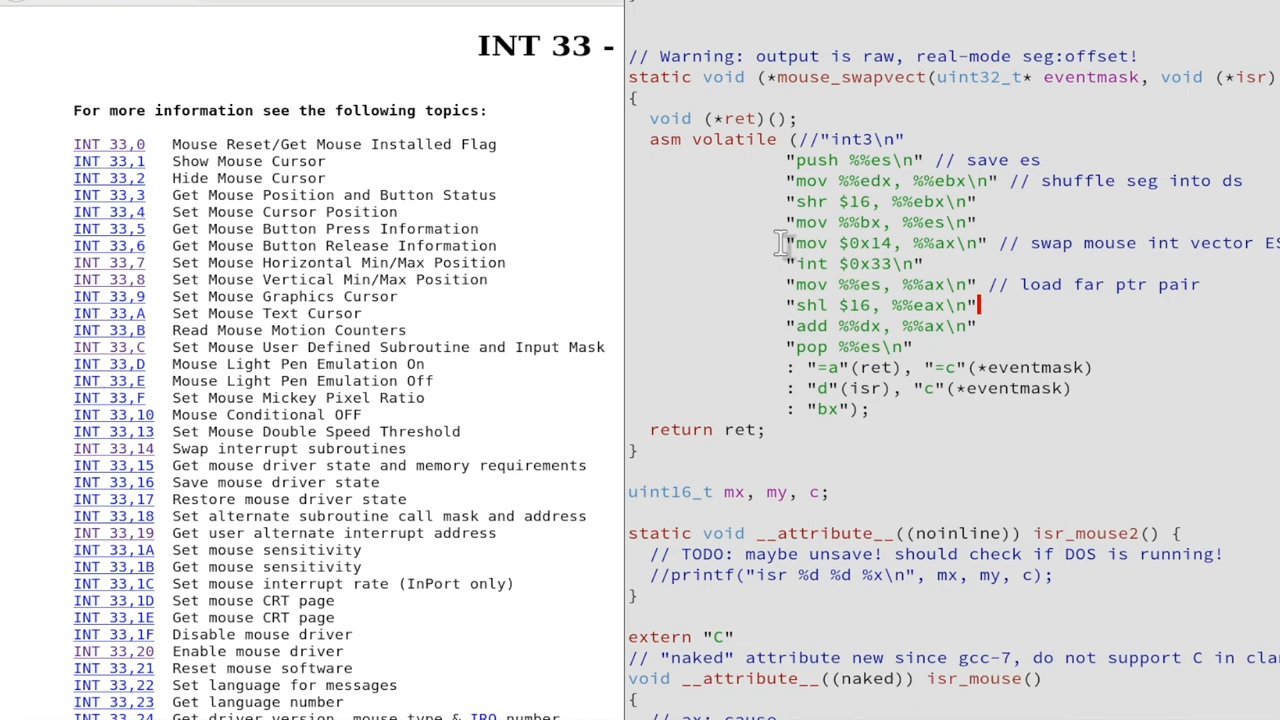 INT 33 -
For more information see the following topics:
INT 33,0 Mouse Reset/Get Mouse Installed Flag
INT 33,1 Show Mouse Cursor
INT 33,2 Hide Mouse Cursor
INT 33,3 Get Mouse Position and Button Status
INT 33,4 Set Mouse Cursor Position
INT 33,5 Get Mouse Button Press Information
INT 33,6 Get Mouse Button Release Information
INT 33,7 Set Mouse Horizontal Min/Max Position
INT 33,8 Set Mouse Vertical Min/Max Position
INT 33,9 Set Mouse Graphics Cursor
INT 33,A Set Mouse Text Cursor
INT 33,B Read Mouse Motion Counters
INT 33,C Set Mouse User Defined Subroutine and Input Mask
INT 33,D Mouse Light Pen Emulation On
INT 33,E Mouse Light Pen Emulation Off
INT 33,F Set Mouse Mickey Pixel Ratio
INT 33,10 Mouse Conditional OFF
INT 33,13 Set Mouse Double Speed Threshold
INT 33,14 Swap interrupt subroutines
INT 33,15 Get mouse driver state and memory requirements
INT 33,16 Save mouse driver state
INT 33,17 Restore mouse driver state
INT 33,18 Set alternate subroutine call mask and address
INT 33,19 Get user alternate interrupt address
INT 33,1A Set mouse sensitivity
INT 33,1B Get mouse sensitivity
INT 33,1C Set mouse interrupt rate (InPort only)
INT 33,1D Set mouse CRT page
INT 33,1E Get mouse CRT page
INT 33,1F Disable mouse driver
INT 33,20 Enable mouse driver
INT 33,21 Reset mouse software
INT 33,22 Set language for messages
INT 33,23 Get language number
INT 33,24 Get driver version, mouse type & IRQ number
// Warning: output is raw, real-mode seg:offset!
static void (*mouse_swapvect(uint32_t* eventmask, void (*isr)
{
void (*ret)();
asm volatile (//"int3\n"
"push %%es\n" // save es
"mov %%edx, %%ebx\n" // shuffle seg into ds
"shr $16, %%ebx\n"
"mov %%bx, %%es\n"
"mov $0x14, %%ax\n" // swap mouse int vector ES
"int $0x33\n"
"mov %%es, %%ax\n" // load far ptr pair
"shl $16, %%eax\n"
"add %%dx, %%ax\n"
"pop %%es\n"
: "=a"(ret), "=c"(*eventmask)
: "d"(isr), "c"(*eventmask)
: "bx");
return ret;
}
uint16_t mx, my, c;
static void __attribute__((noinline)) isr_mouse2() {
// TODO: maybe unsave! should check if DOS is running!
//printf("isr %d %d %x\n", mx, my, c);
}
extern "C"
// "naked" attribute new since gcc-7, do not support C in clan
void __attribute__((naked)) isr_mouse()
{
// ax: cause